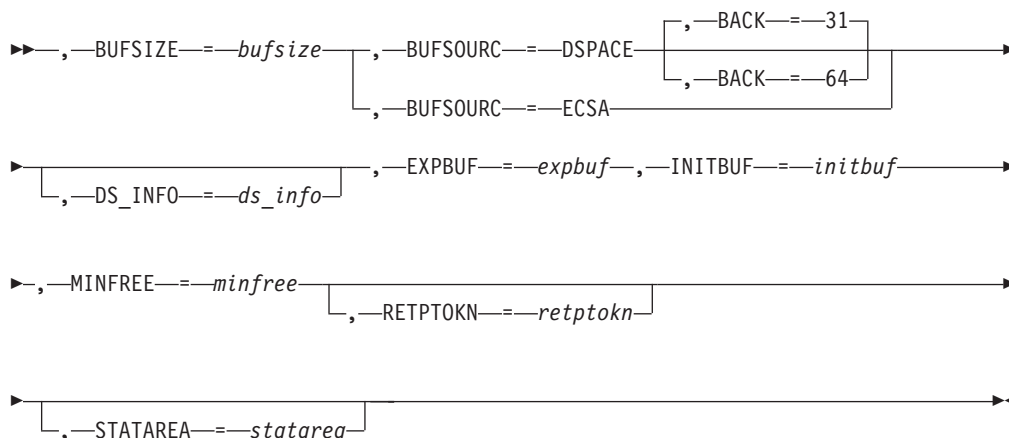 , BACK = 31
, BUFSIZE = bufsize , BUFSOURC = DSPACE
, BACK = 64
, BUFSOURC = ECSA
, EXPBUF = expbuf , INITBUF = initbuf
, DS_INFO = ds_info
, MINFREE = minfree
, RETPTOKN = retptokn
, STATAREA = statarea